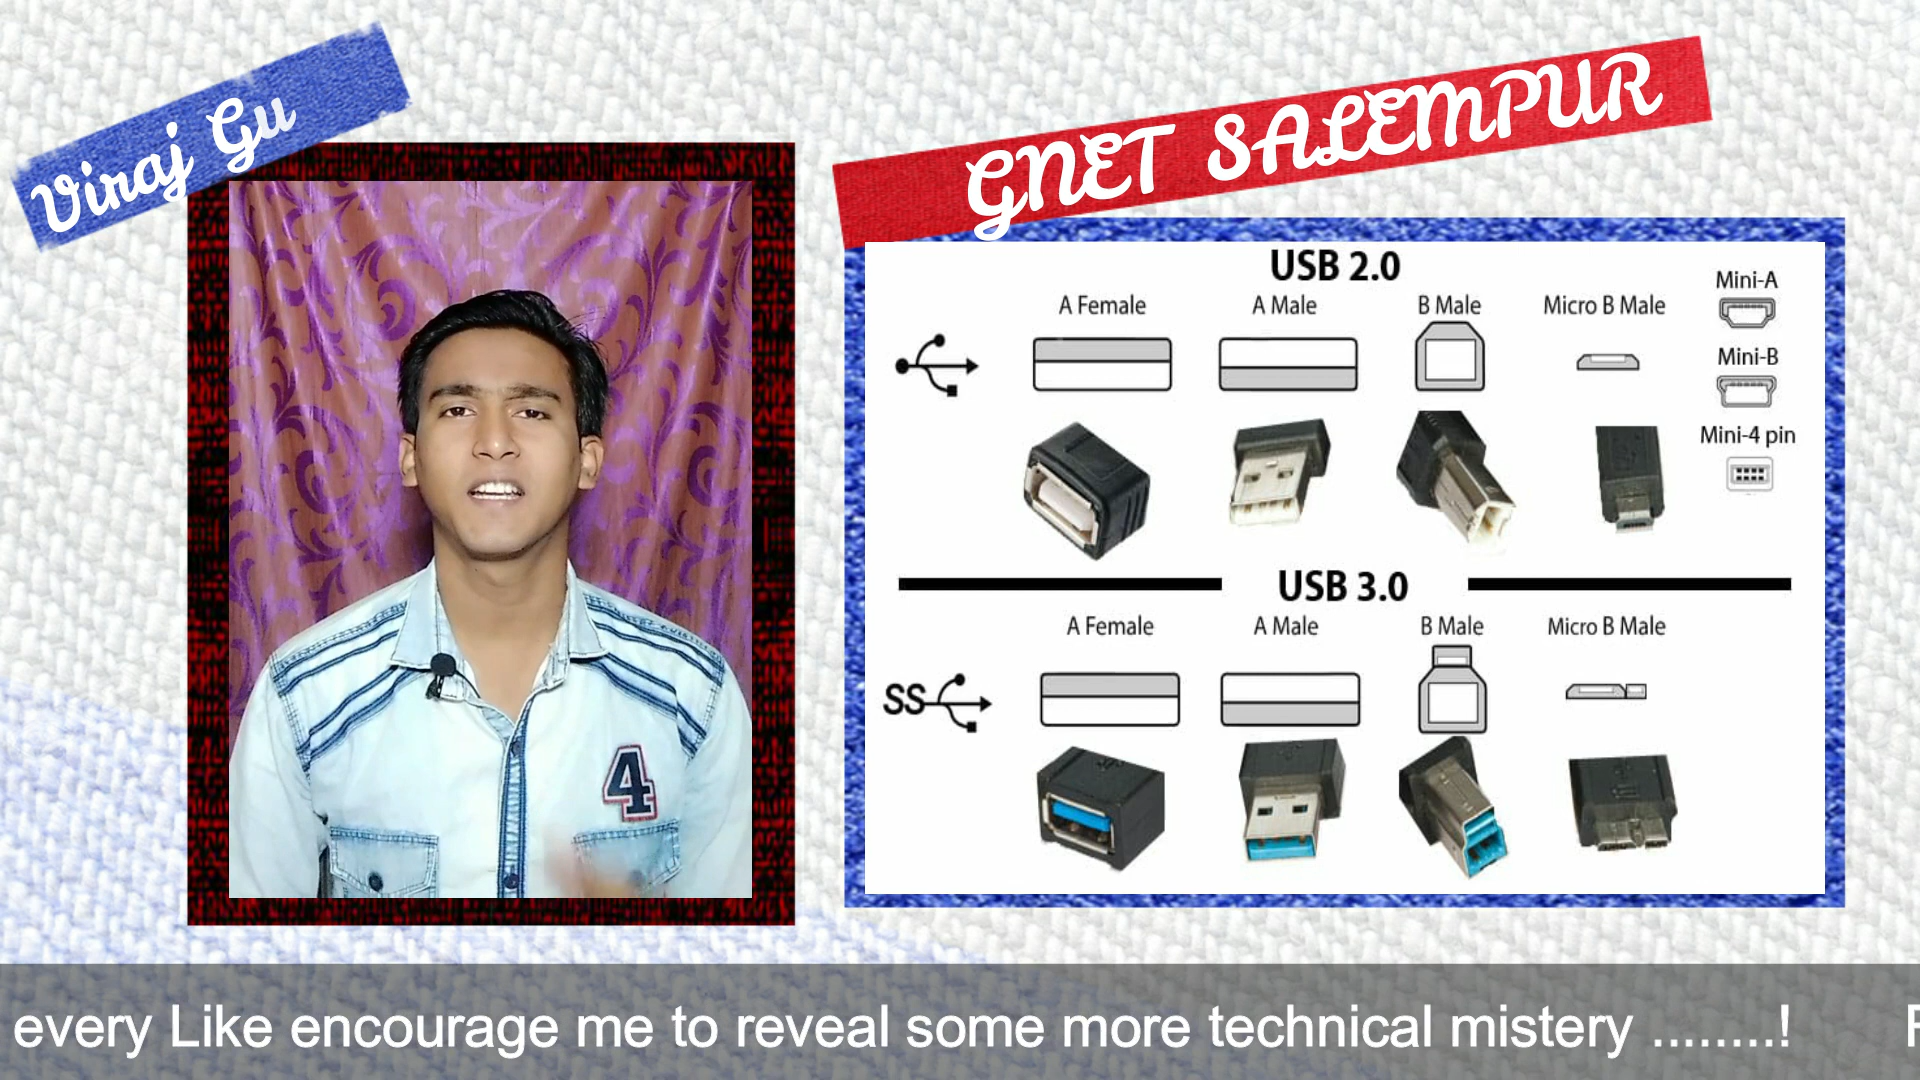 Viraj Gu
GNET SALEMPUR
USB 2.0
A Female
A Male
B Male
Micro B Male
Mini-A
Mini-B
Mini-4 pin
USB 3.0
A Female
A Male
B Male
Micro B Male
SS
4
every Like encourage me to reveal some more technical mistery ........!